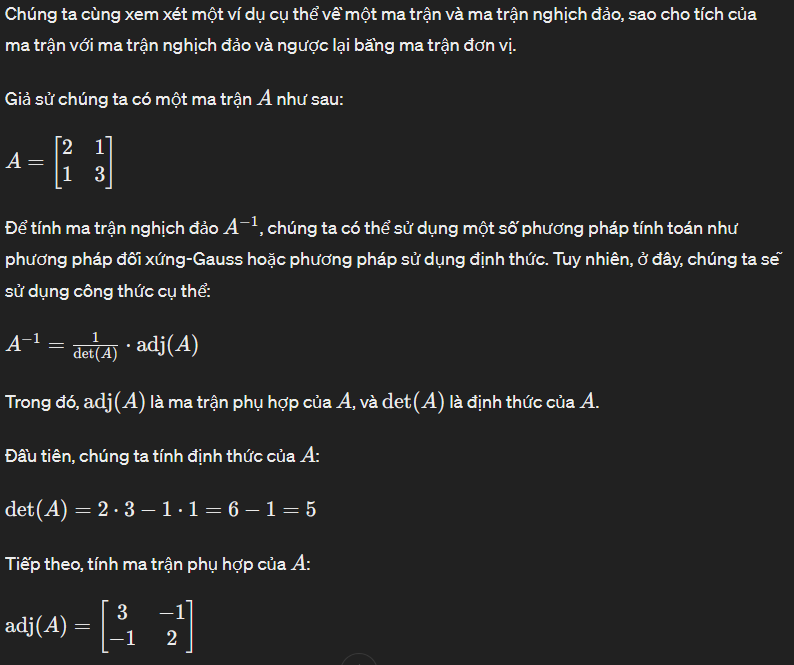 Chúng ta cùng xem xét một ví dụ cụ thể về một ma trận và ma trận nghịch đảo, sao cho tích của
ma trận với ma trận nghịch đảo và ngược lại bằng ma trận đơn vị.
Giả sử chúng ta có một ma trận A như sau:
A = [2 1
1 3]
Để tính ma trận nghịch đảo A⁻¹, chúng ta có thể sử dụng một số phương pháp tính toán như
phương pháp đối xứng-Gauss hoặc phương pháp sử dụng định thức. Tuy nhiên, ở đây, chúng ta sẽ
sử dụng công thức cụ thể:
A⁻¹ = 1/det(A) · adj(A)
Trong đó, adj(A) là ma trận phụ hợp của A, và det(A) là định thức của A.
Đầu tiên, chúng ta tính định thức của A:
det(A) = 2 · 3 − 1 · 1 = 6 − 1 = 5
Tiếp theo, tính ma trận phụ hợp của A:
adj(A) = [3 −1
−1 2]